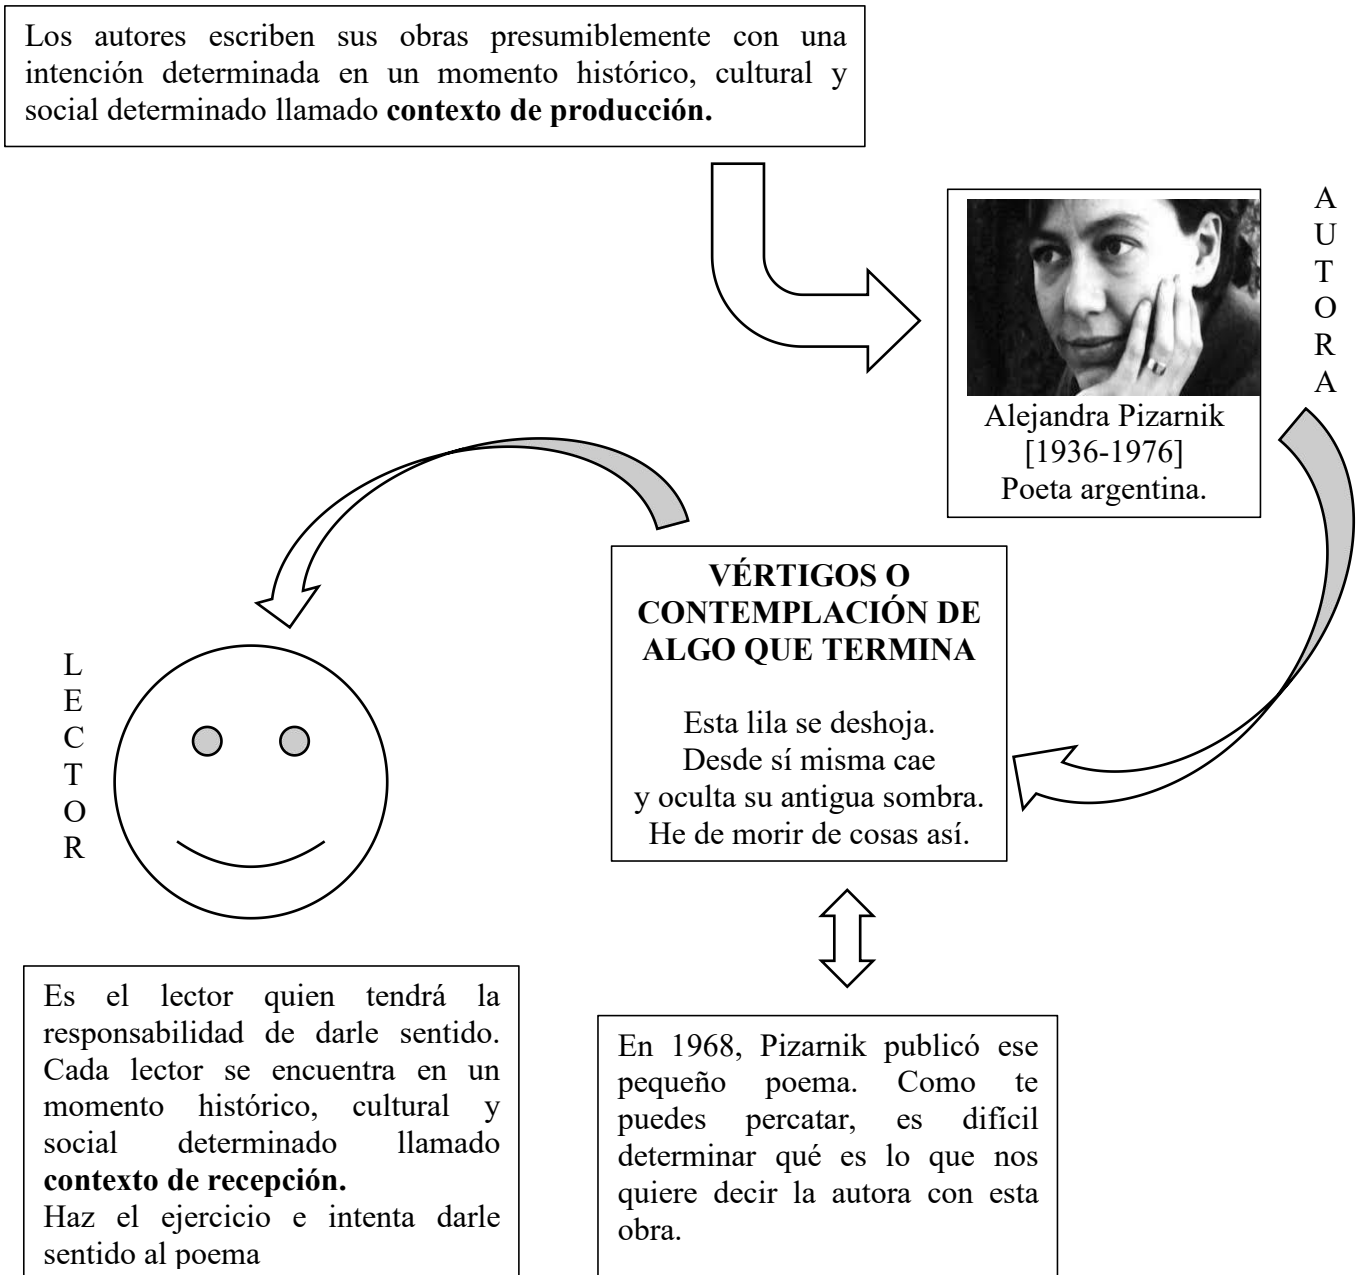 Los autores escriben sus obras presumiblemente con una
intención determinada en un momento histórico, cultural y
social determinado llamado contexto de producción.
A
U
T
O
R
A
Alejandra Pizarnik
[1936-1976]
Poeta argentina.
VÉRTIGOS O
CONTEMPLACIÓN DE
ALGO QUE TERMINA
Esta lila se deshoja.
Desde sí misma cae
y oculta su antigua sombra.
He de morir de cosas así.
L
E
C
T
O
R
Es el lector quien tendrá la
responsabilidad de darle sentido.
Cada lector se encuentra en un
momento histórico, cultural y
social determinado llamado
contexto de recepción.
Haz el ejercicio e intenta darle
sentido al poema
En 1968, Pizarnik publicó ese
pequeño poema. Como te
puedes percatar, es difícil
determinar qué es lo que nos
quiere decir la autora con esta
obra.